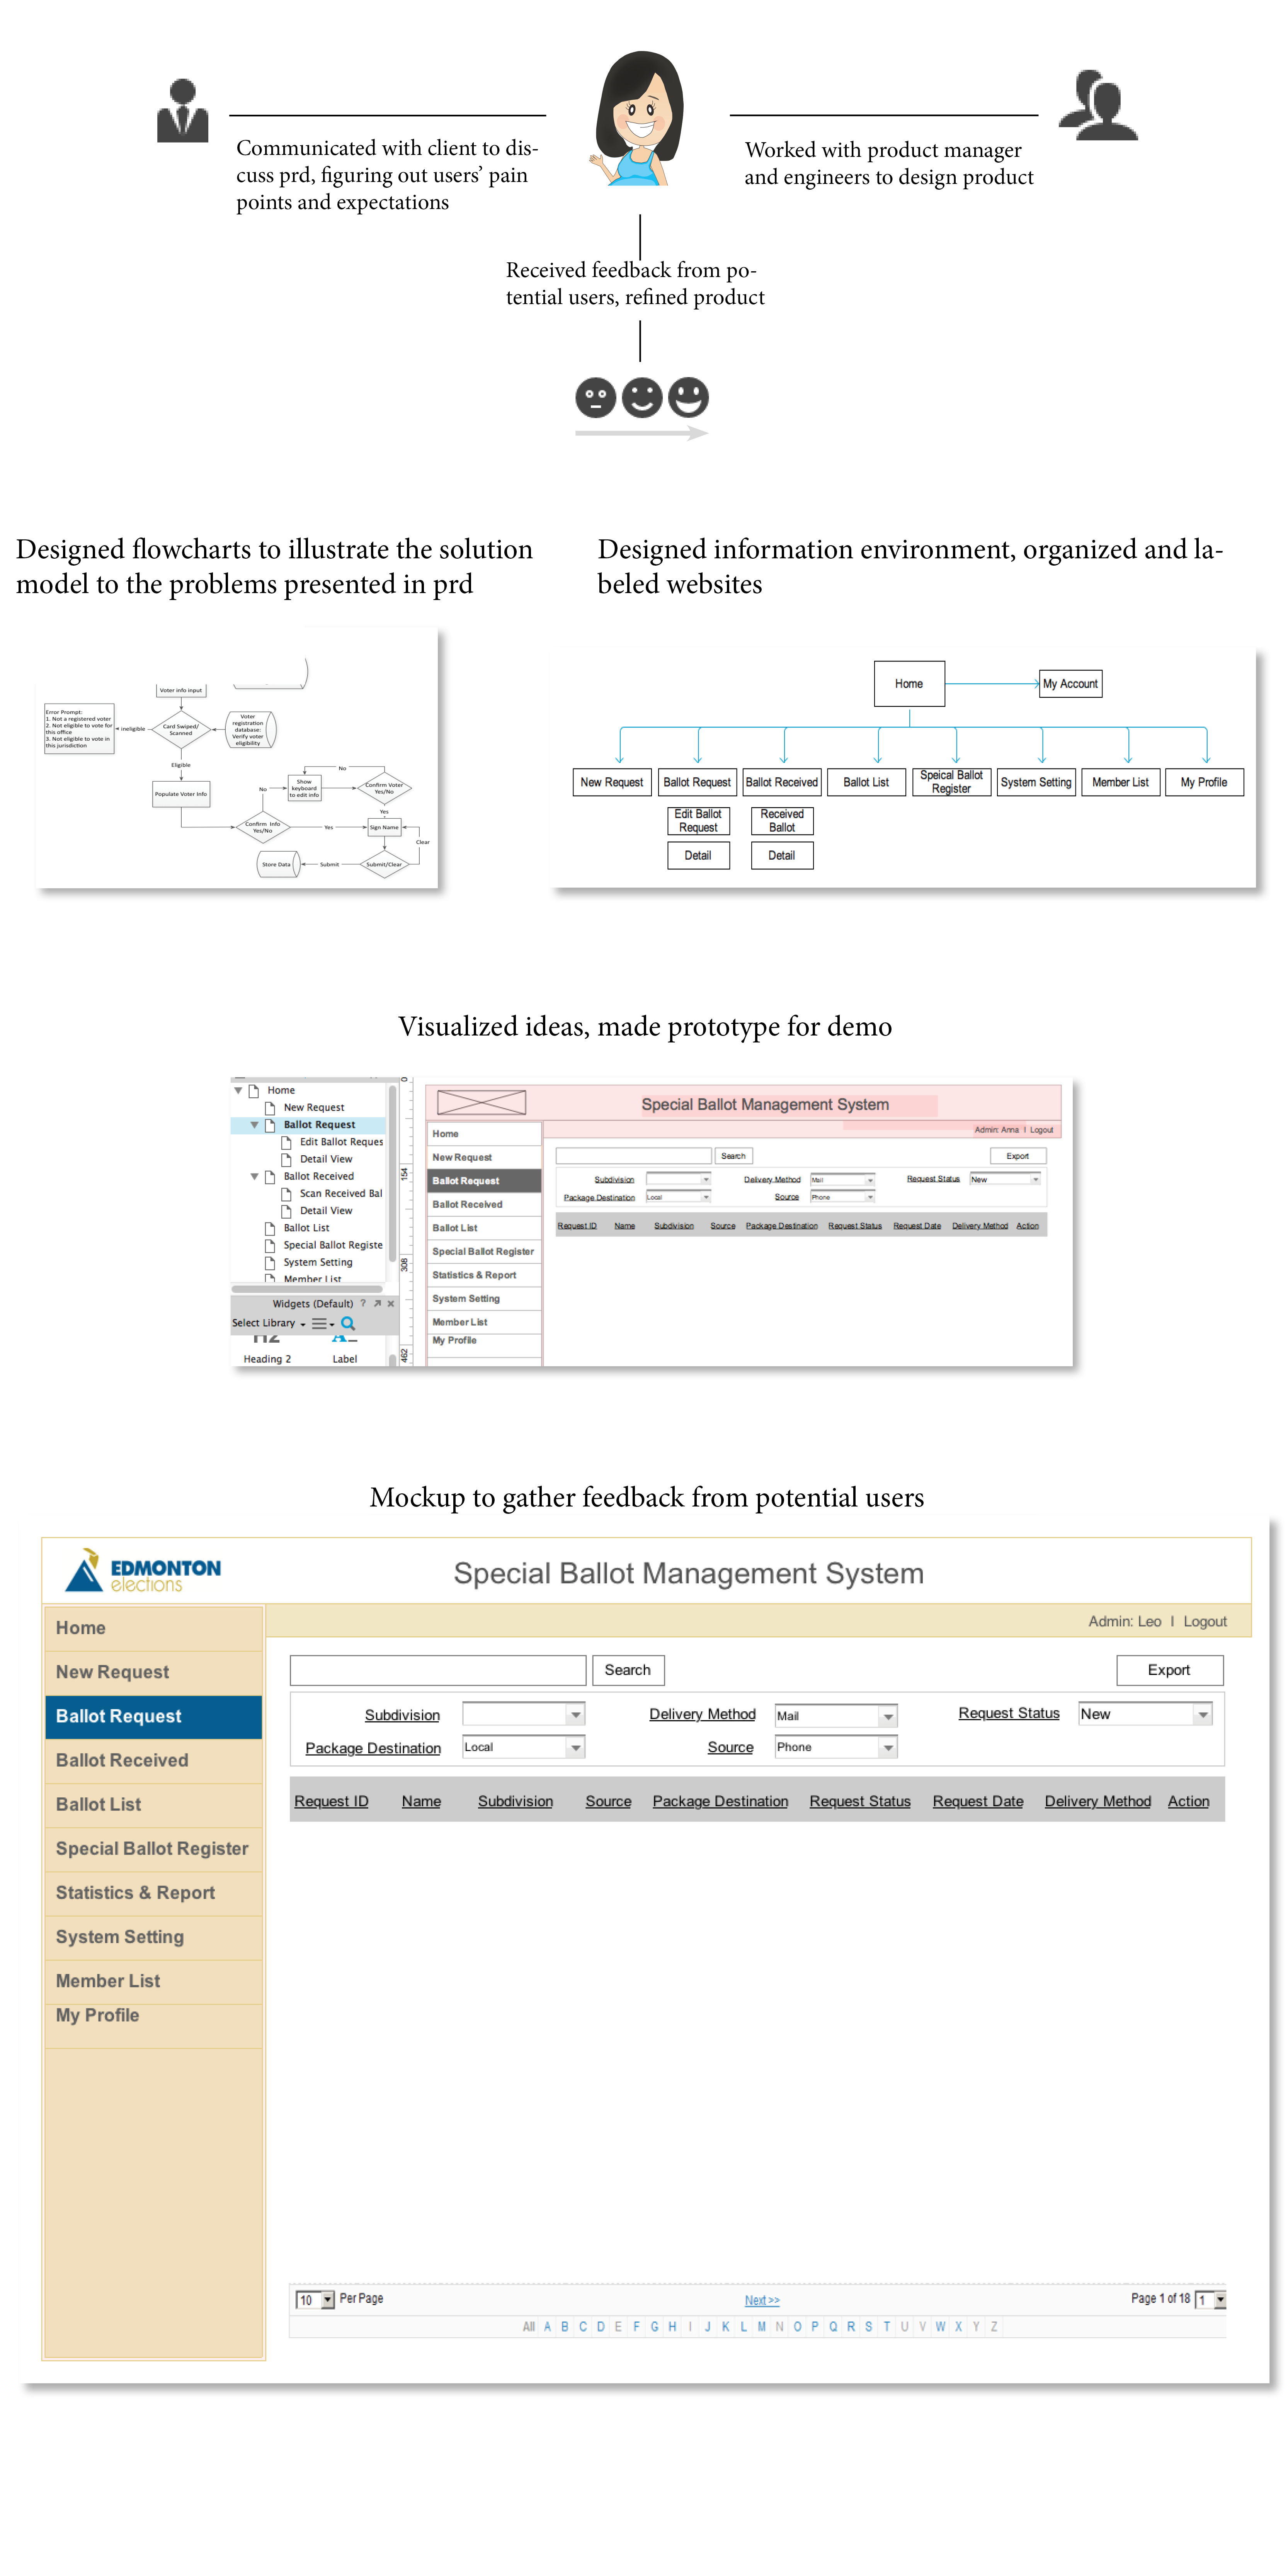 Communicated with client to dis-
cuss prd, figuring out users’ pain
points and expectations
Worked with product manager
and engineers to design product
Received feedback from po-
tential users, refined product
Designed flowcharts to illustrate the solution
model to the problems presented in prd
Designed information environment, organized and la-
beled websites
Voter info input
Error Prompt:
1. Not a registered voter
2. Not eligible to vote for
this office
3. Not eligible to vote in
this jurisdiction
ineligible
Card Swiped/
Scanned
Voter
registration
database:
Verify voter
eligibility
Eligible
Populate Voter Info
No
Show
keyboard
to edit info
No
Confirm Voter
Yes/No
Yes
Confirm Info
Yes/No
Yes
Sign Name
Clear
Store Data
Submit
Submit/Clear
Home
My Account
New Request
Ballot Request
Ballot Received
Ballot List
Speical Ballot
Register
System Setting
Member List
My Profile
Edit Ballot
Request
Received
Ballot
Detail
Detail
Visualized ideas, made prototype for demo
Home
New Request
Ballot Request
Edit Ballot Reques
Detail View
Ballot Received
Scan Received Bal
Detail View
Ballot List
Special Ballot Registe
System Setting
Member List
Widgets (Default) ?
Select Library
H2
A
Heading 2
Label
0
154
308
462
Special Ballot Management System
Admin: Anna I Logout
Home
New Request
Ballot Request
Ballot Received
Ballot List
Special Ballot Register
Statistics & Report
System Setting
Member List
My Profile
Search
Export
Subdivision
Delivery Method Mail
Request Status New
Package Destination Local
Source Phone
Request ID Name Subdivision Source Package Destination Request Status Request Date Delivery Method Action
Mockup to gather feedback from potential users
EDMONTON
elections
Special Ballot Management System
Admin: Leo I Logout
Home
New Request
Ballot Request
Ballot Received
Ballot List
Special Ballot Register
Statistics & Report
System Setting
Member List
My Profile
Search
Export
Subdivision
Delivery Method Mail
Request Status New
Package Destination Local
Source Phone
Request ID Name Subdivision Source Package Destination Request Status Request Date Delivery Method Action
10 Per Page
Next >>
Page 1 of 18 1
All A B C D E F G H I J K L M N O P Q R S T U V W X Y Z